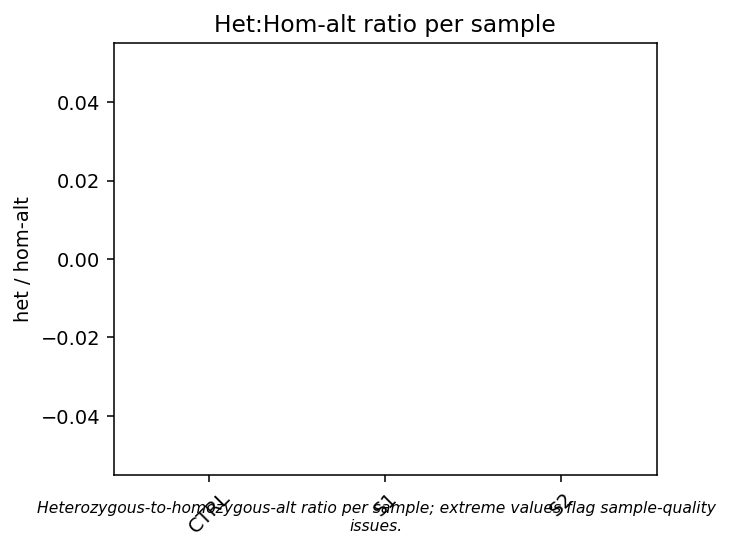 Het:Hom-alt ratio per sample
het / hom-alt
0.04
0.02
0.00
−0.02
−0.04
CTRL
S1
S2
Heterozygous-to-homozygous-alt ratio per sample; extreme values flag sample-quality
issues.